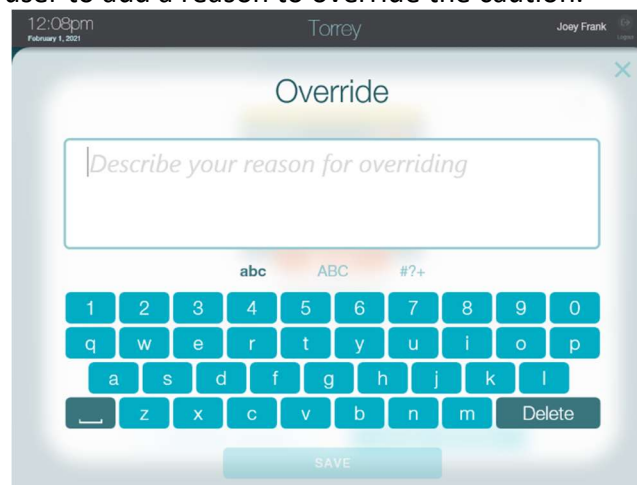 user to add a reason to override the caution.
12:08pm Torrey Joey Frank
February 1, 2021 Logout
Override
Describe your reason for overriding
abc ABC #?+
1 2 3 4 5 6 7 8 9 0
q w e r t y u i o p
a s d f g h j k l
z x c v b n m Delete
SAVE